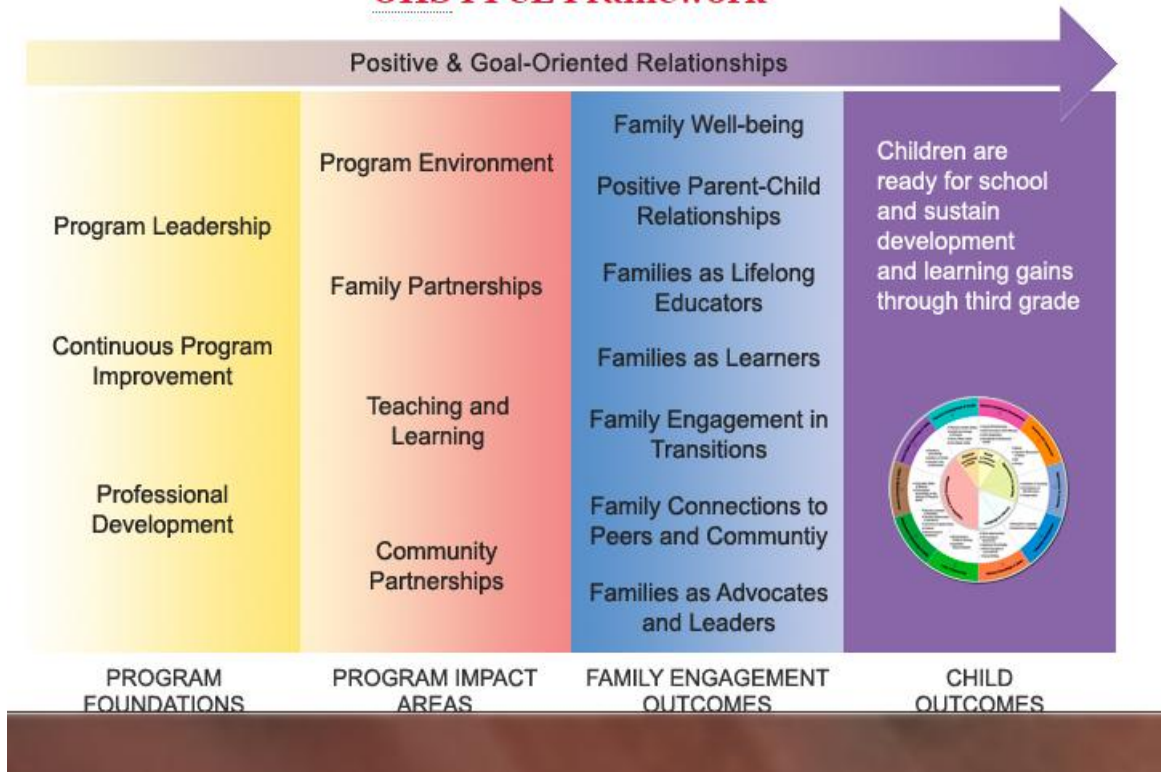 OHS PFCE Framework
Positive & Goal-Oriented Relationships
Program Leadership
Continuous Program
Improvement
Professional
Development
Program Environment
Family Partnerships
Teaching and
Learning
Community
Partnerships
Family Well-being
Positive Parent-Child
Relationships
Families as Lifelong
Educators
Families as Learners
Family Engagement in
Transitions
Family Connections to
Peers and Communtiy
Families as Advocates
and Leaders
Children are
ready for school
and sustain
development
and learning gains
through third grade
PROGRAM
FOUNDATIONS
PROGRAM IMPACT
AREAS
FAMILY ENGAGEMENT
OUTCOMES
CHILD
OUTCOMES